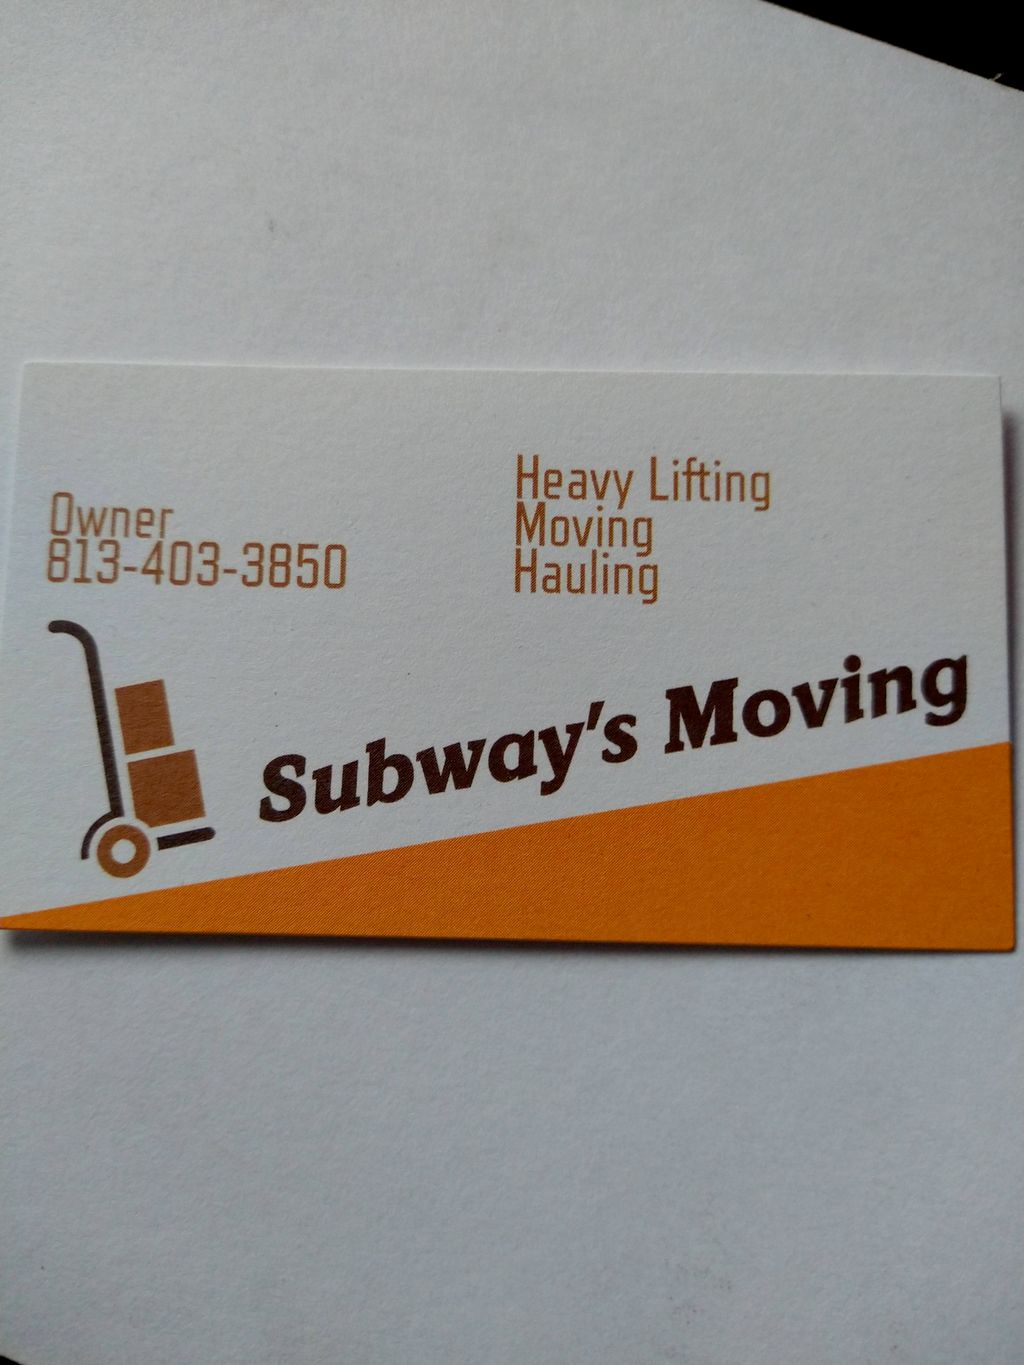 Owner
813-403-3850
Heavy Lifting
Moving
Hauling
Subway's Moving